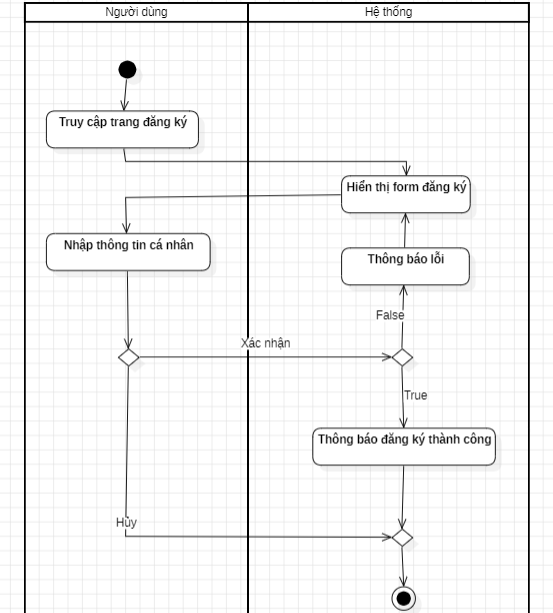 Người dùng
Hệ thống
Truy cập trang đăng ký
Hiển thị form đăng ký
Nhập thông tin cá nhân
Thông báo lỗi
False
Xác nhận
True
Thông báo đăng ký thành công
Hủy